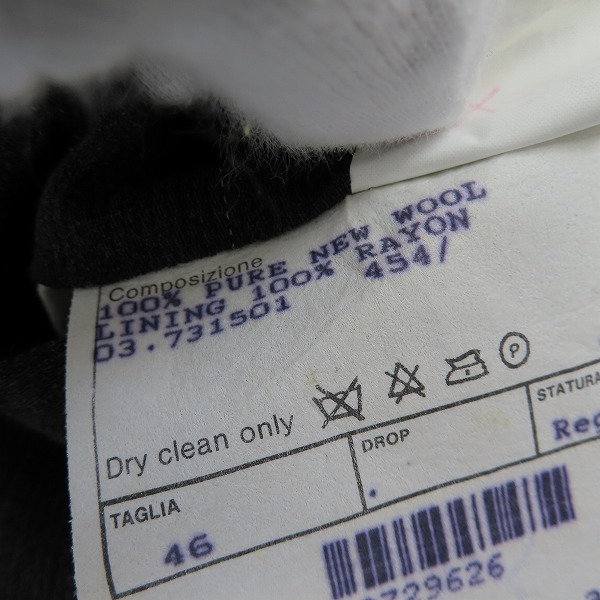 Composizione
100% PURE NEW WOOL
LINING 100% RAYON
03.731501 454/
Dry clean only
P
TAGLIA
46
DROP
STATURA
Reg
9729626